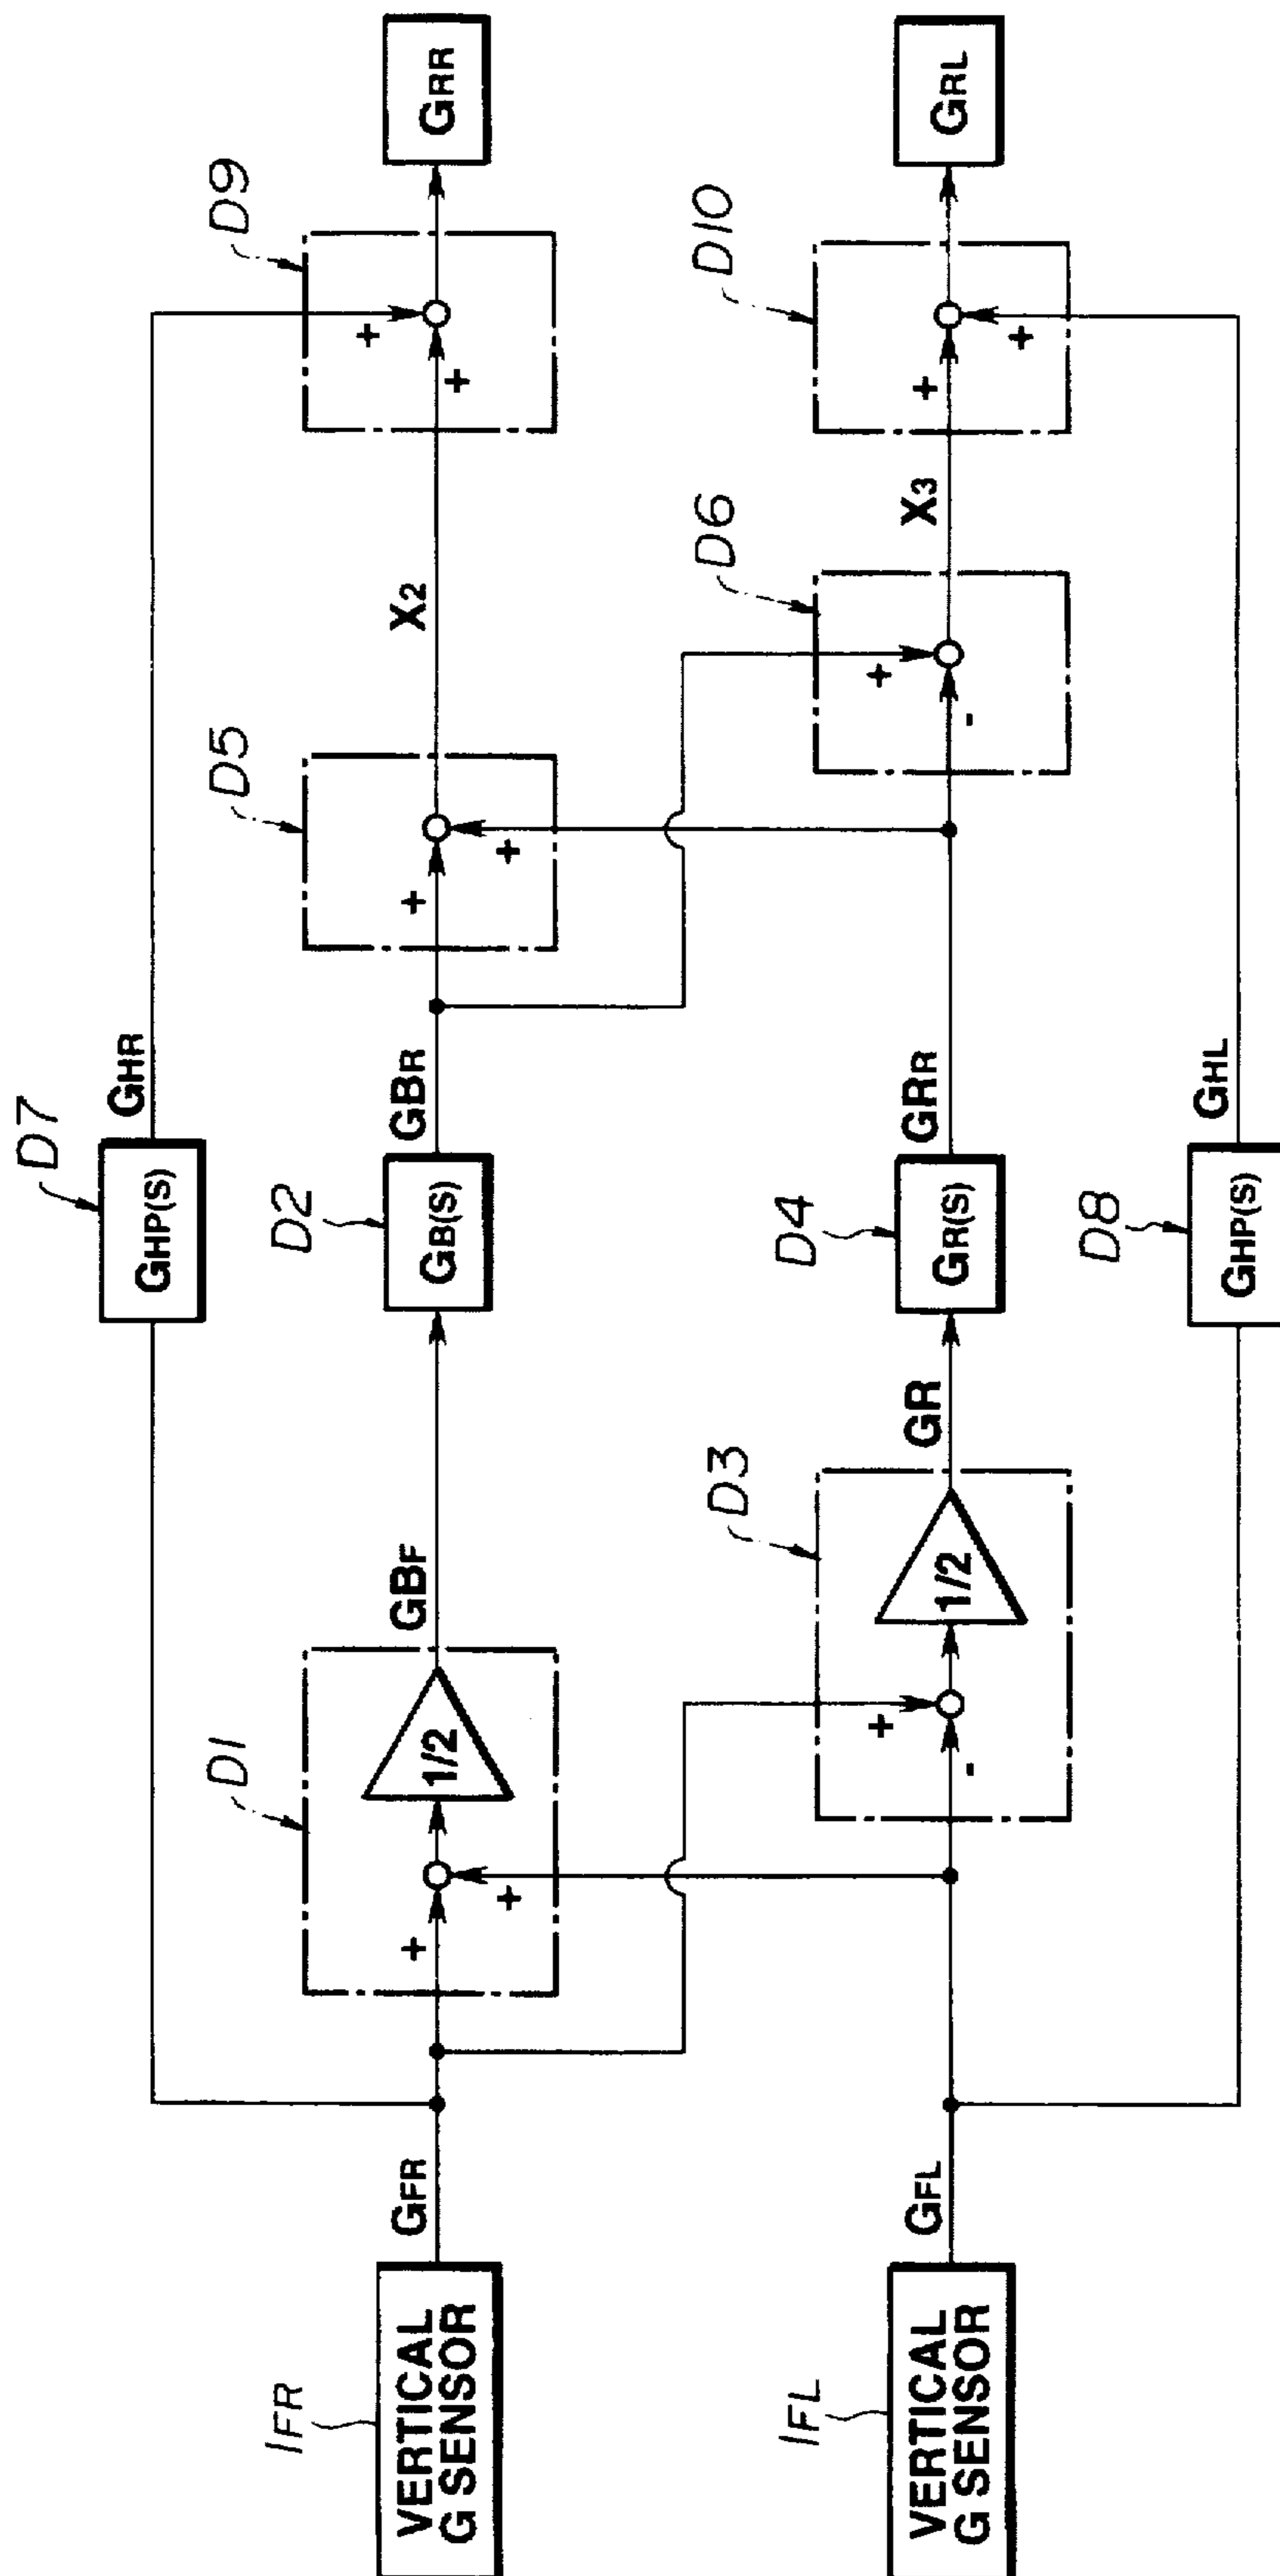 1FR
VERTICAL
G SENSOR
GFR
D1
+
+
1/2
GBF
D2
GB(S)
GBR
D5
+
+
X2
D9
+
+
GRR
D7
GHP(S)
GHR
1FL
VERTICAL
G SENSOR
GFL
D3
+
-
1/2
GR
D4
GR(S)
GRR
D6
+
-
X3
D10
+
+
GRL
D8
GHP(S)
GHL